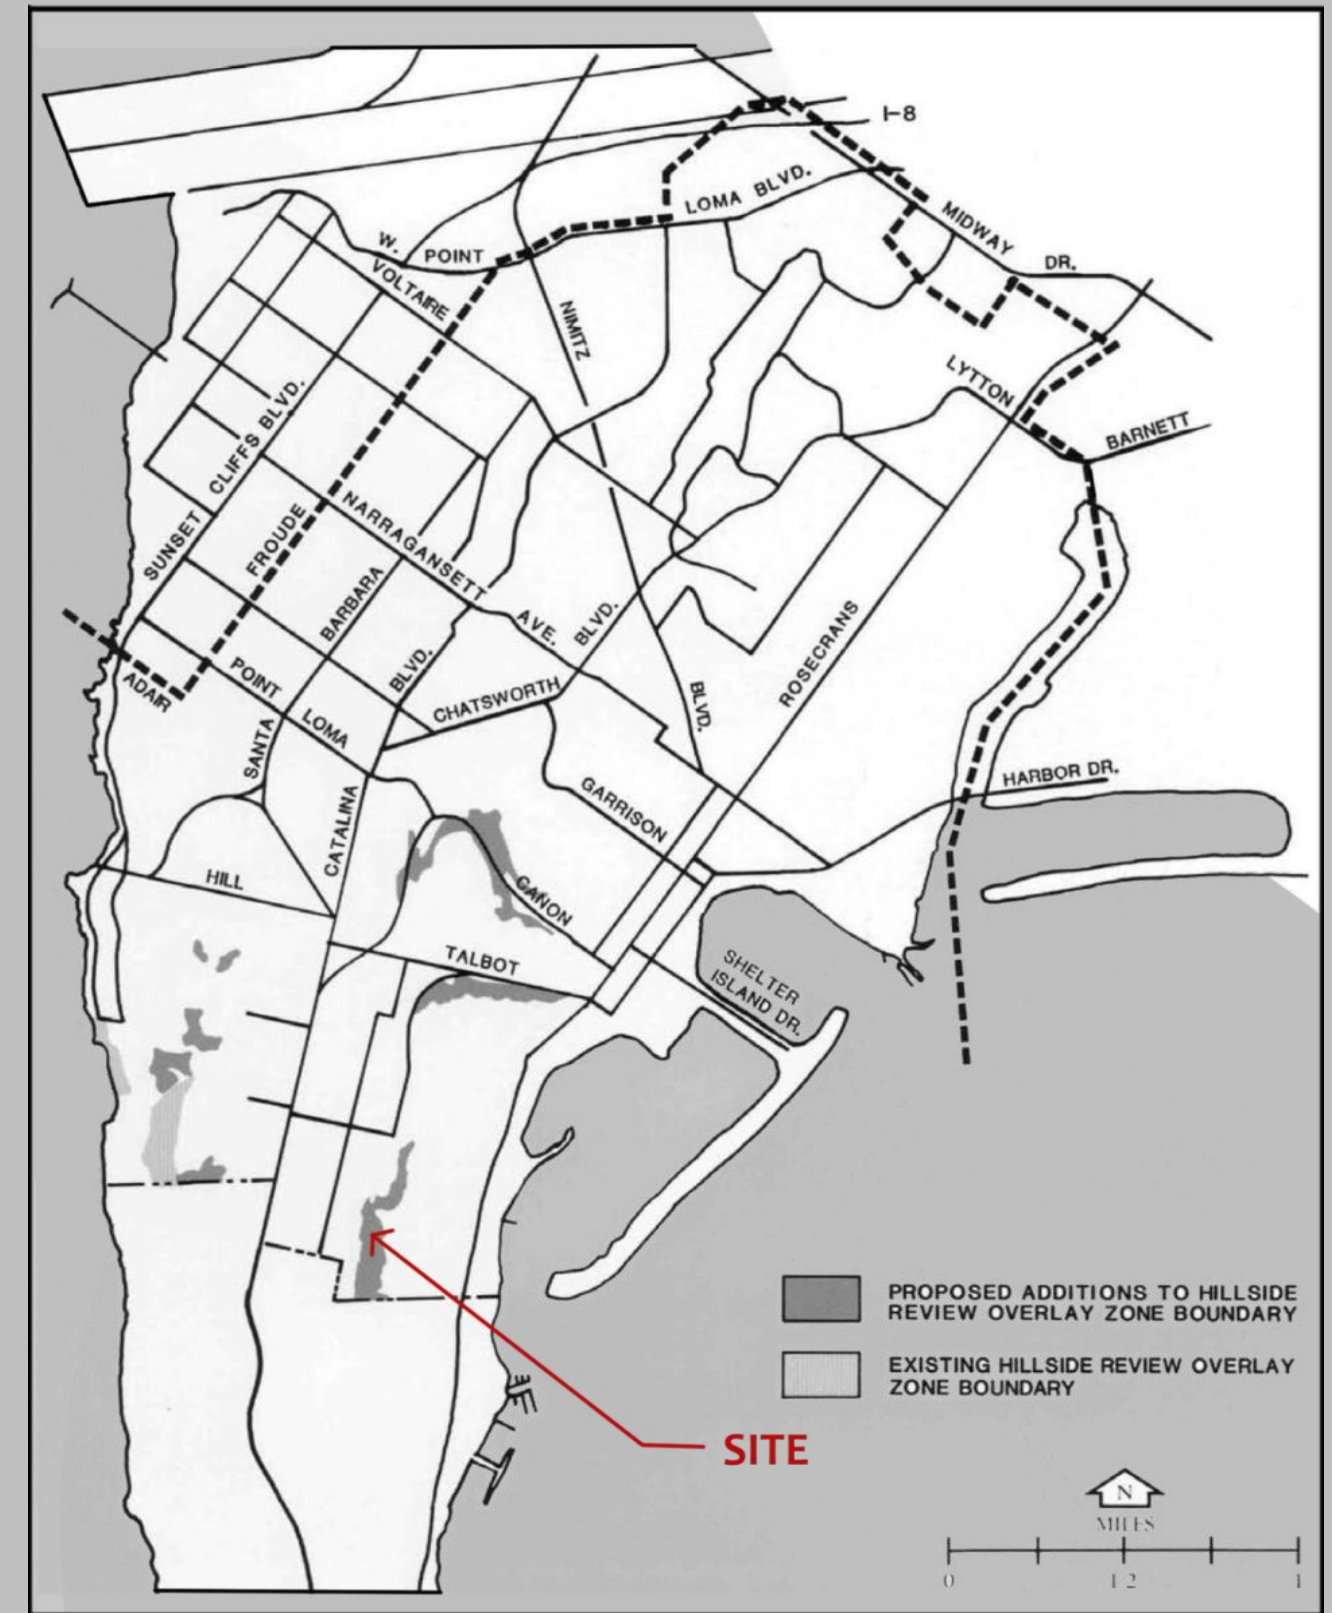 I-8
LOMA BLVD.
MIDWAY
DR.
W.
POINT
VOLTAIRE
NIMITZ
LYTTON
BARNETT
CLIFFS BLVD.
SUNSET
FROUDE
NARRAGANSETT
AVE.
BARBARA
BLVD.
BLVD.
ROSECRANS
ADAIR
POINT
LOMA
CHATSWORTH
BLVD.
SANTA
CATALINA
GARRISON
HARBOR DR.
HILL
CANON
TALBOT
SHELTER
ISLAND DR.
PROPOSED ADDITIONS TO HILLSIDE
REVIEW OVERLAY ZONE BOUNDARY
EXISTING HILLSIDE REVIEW OVERLAY
ZONE BOUNDARY
SITE
N
MILES
0 1 2 1